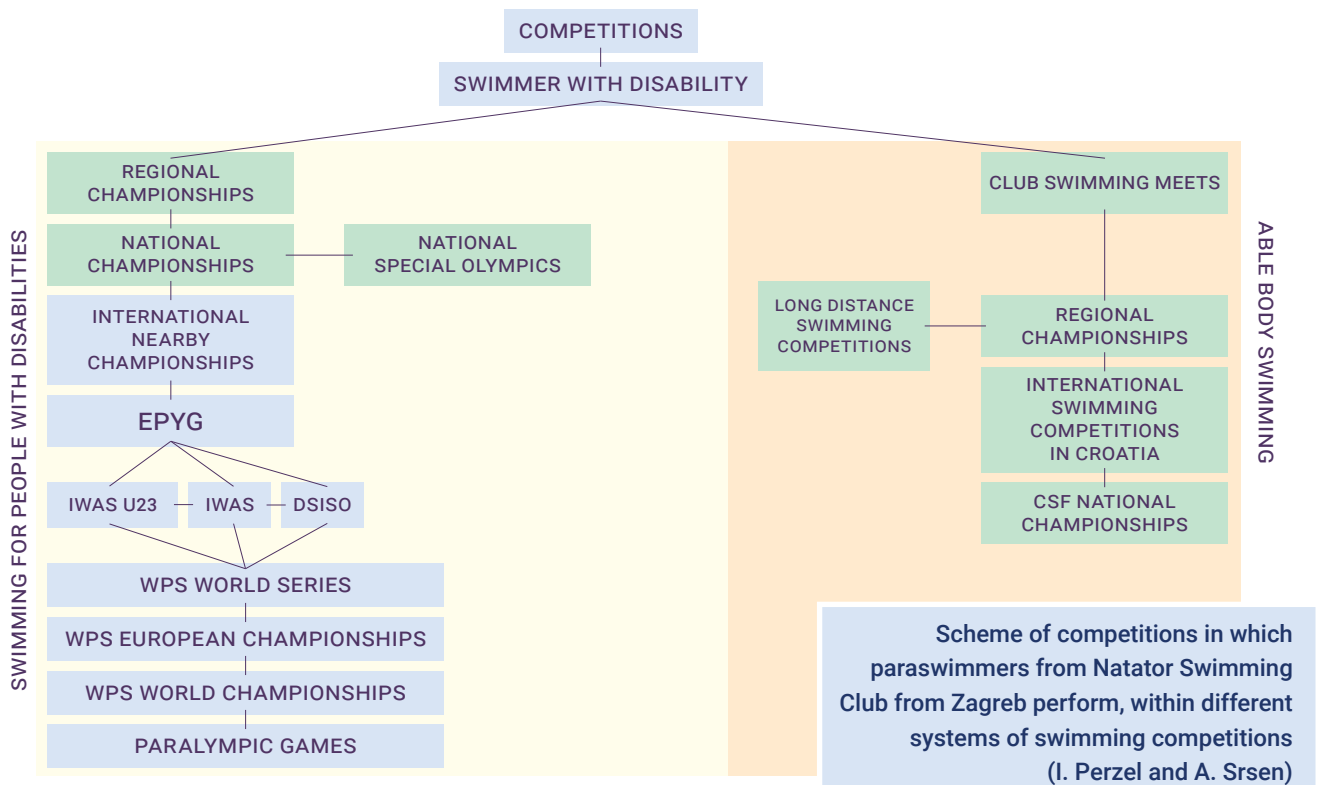 COMPETITIONS
SWIMMER WITH DISABILITY
SWIMMING FOR PEOPLE WITH DISABILITIES
REGIONAL
CHAMPIONSHIPS
NATIONAL
CHAMPIONSHIPS
NATIONAL
SPECIAL OLYMPICS
INTERNATIONAL
NEARBY
CHAMPIONSHIPS
EPYG
IWAS U23
IWAS
DSISO
WPS WORLD SERIES
WPS EUROPEAN CHAMPIONSHIPS
WPS WORLD CHAMPIONSHIPS
PARALYMPIC GAMES
ABLE BODY SWIMMING
CLUB SWIMMING MEETS
LONG DISTANCE
SWIMMING
COMPETITIONS
REGIONAL
CHAMPIONSHIPS
INTERNATIONAL
SWIMMING
COMPETITIONS
IN CROATIA
CSF NATIONAL
CHAMPIONSHIPS
Scheme of competitions in which
paraswimmers from Natator Swimming
Club from Zagreb perform, within different
systems of swimming competitions
(I. Perzel and A. Srsen)